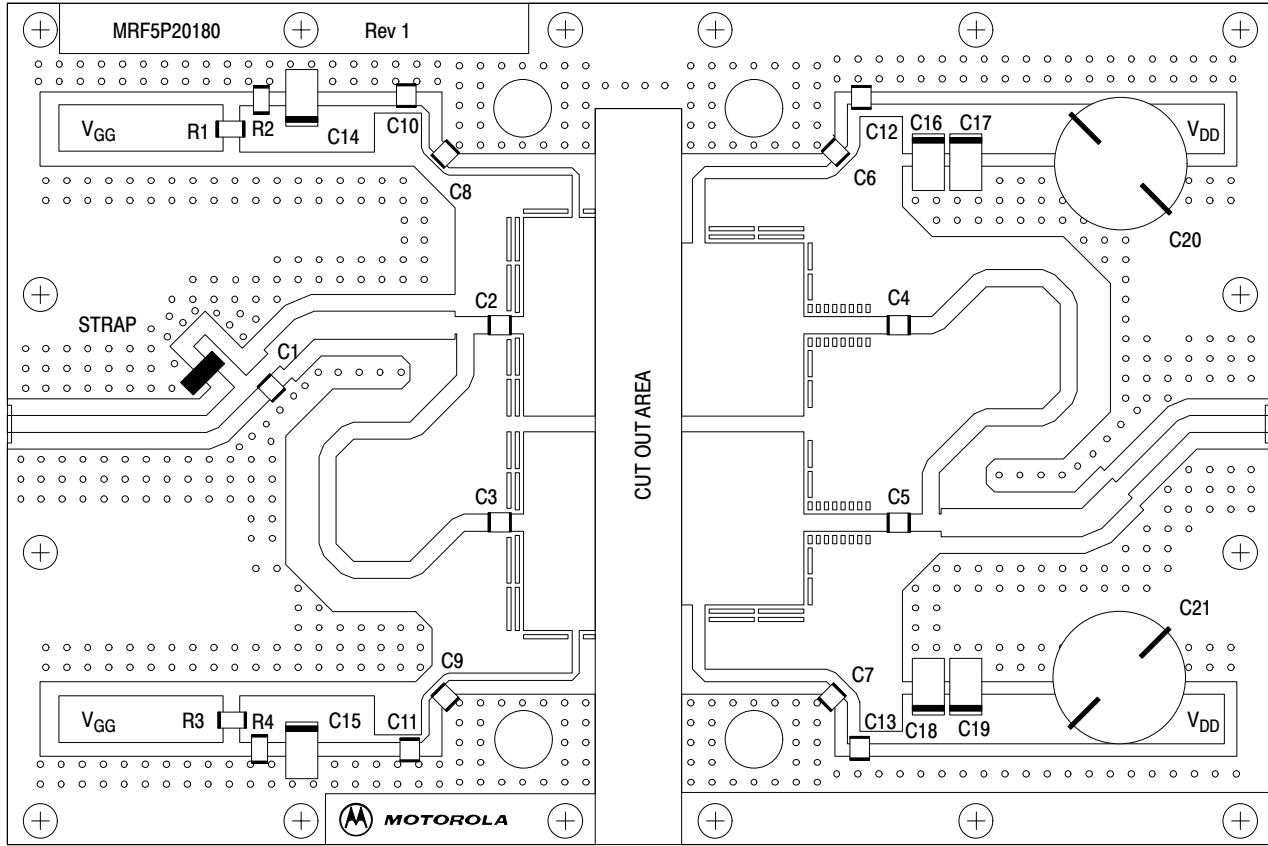 MRF5P20180 Rev 1
VGG
R1
R2
C14
C10
C8
C12
C16
C17
VDD
C6
C20
STRAP
C1
C2
C4
CUT OUT AREA
C3
C5
C21
C9
C7
VGG
R3
R4
C15
C11
C13
C18
C19
VDD
MOTOROLA